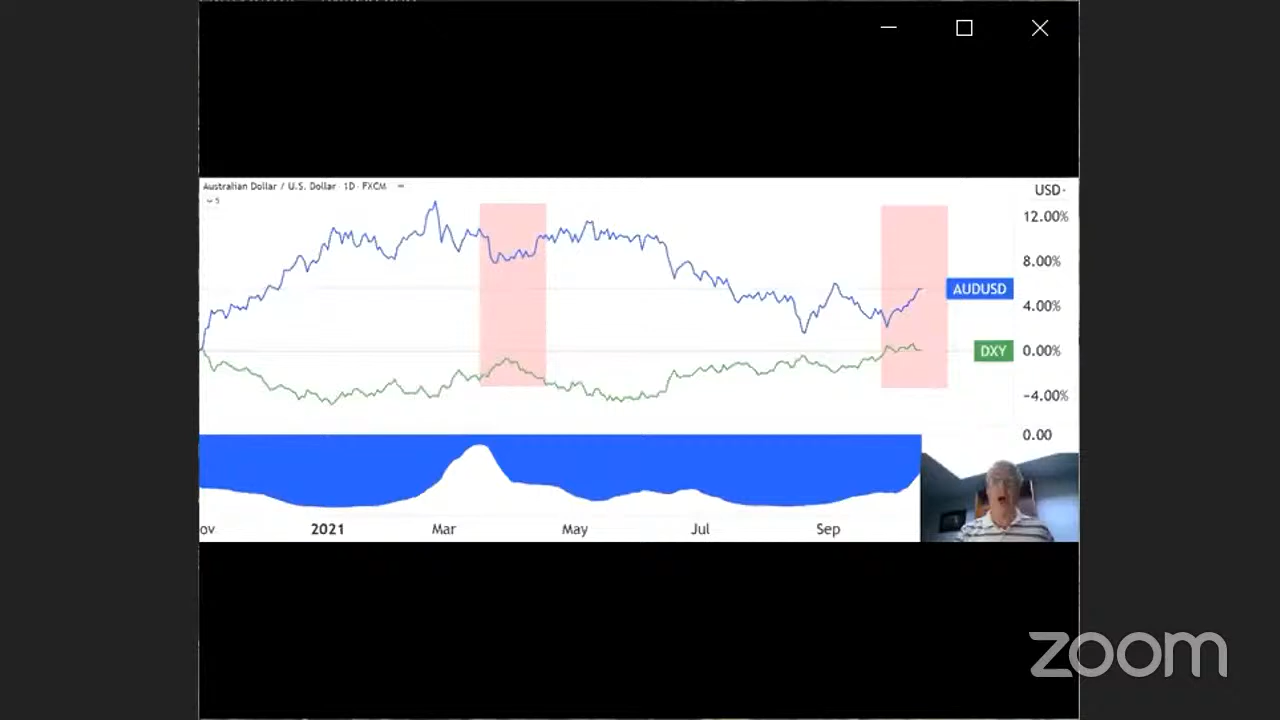 Australian Dollar / U.S. Dollar · 1D · FXCM
5
USD
12.00%
8.00%
AUDUSD
4.00%
DXY
0.00%
-4.00%
0.00
ov
2021
Mar
May
Jul
Sep
zoom